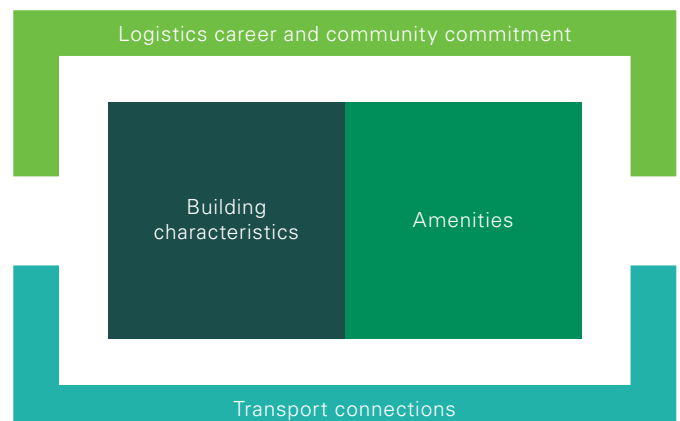 Logistics career and community commitment
Building
characteristics
Amenities
Transport connections